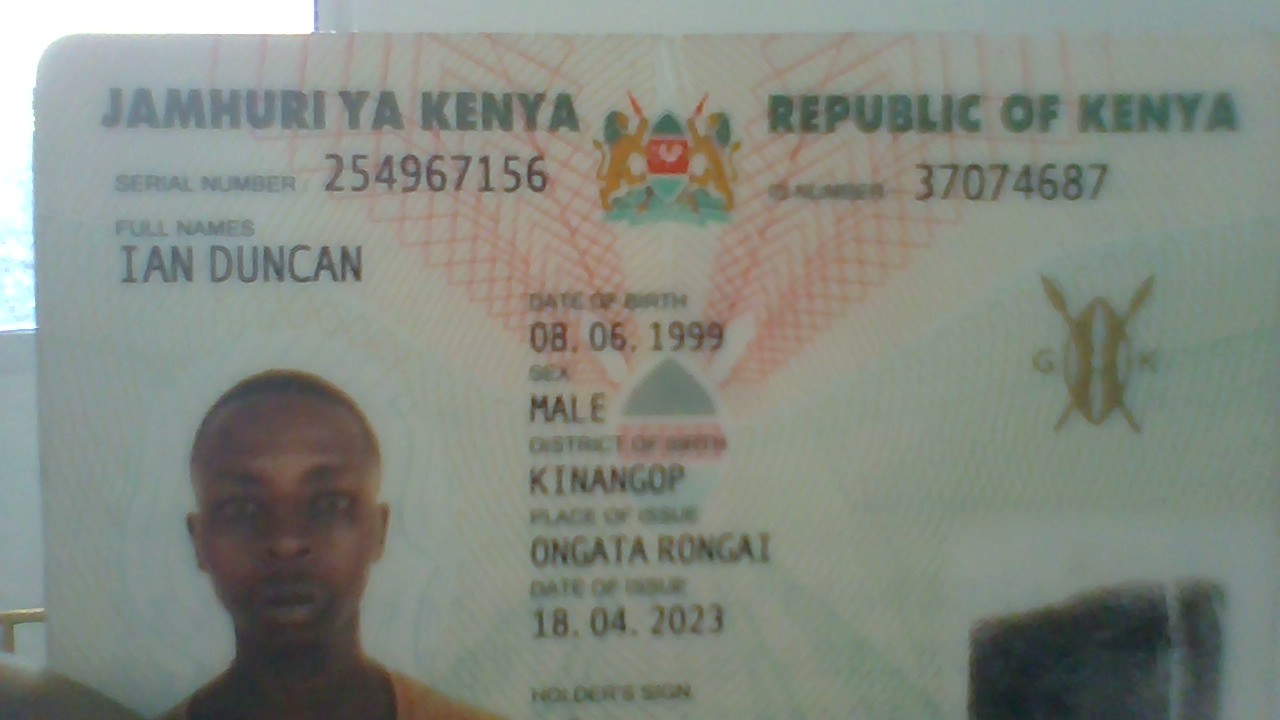 JAMHURI YA KENYA REPUBLIC OF KENYA
SERIAL NUMBER: 254967156 ID NUMBER 37074687
FULL NAMES
IAN DUNCAN
DATE OF BIRTH
08. 06. 1999
SEX
MALE
DISTRICT OF BIRTH
KINANGOP
PLACE OF ISSUE
ONGATA RONGAI
DATE OF ISSUE
18. 04. 2023
HOLDER'S SIGN
G K